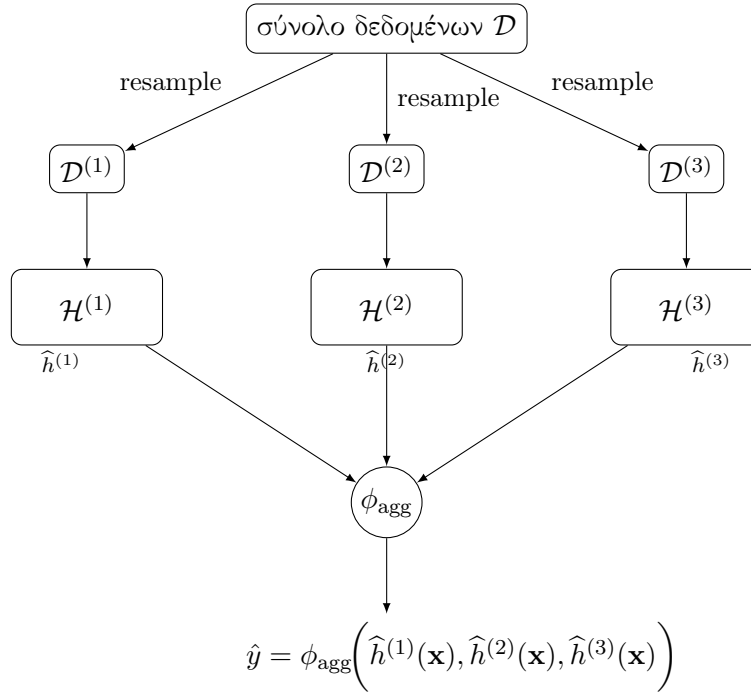 σύνολο δεδομένων 𝒟
resample resample resample
𝒟⁽¹⁾ 𝒟⁽²⁾ 𝒟⁽³⁾
ℋ⁽¹⁾ ℋ⁽²⁾ ℋ⁽³⁾
ĥ⁽¹⁾ ĥ⁽²⁾ ĥ⁽³⁾
ϕ_agg
ŷ = ϕ_agg(ĥ⁽¹⁾(𝐱), ĥ⁽²⁾(𝐱), ĥ⁽³⁾(𝐱))